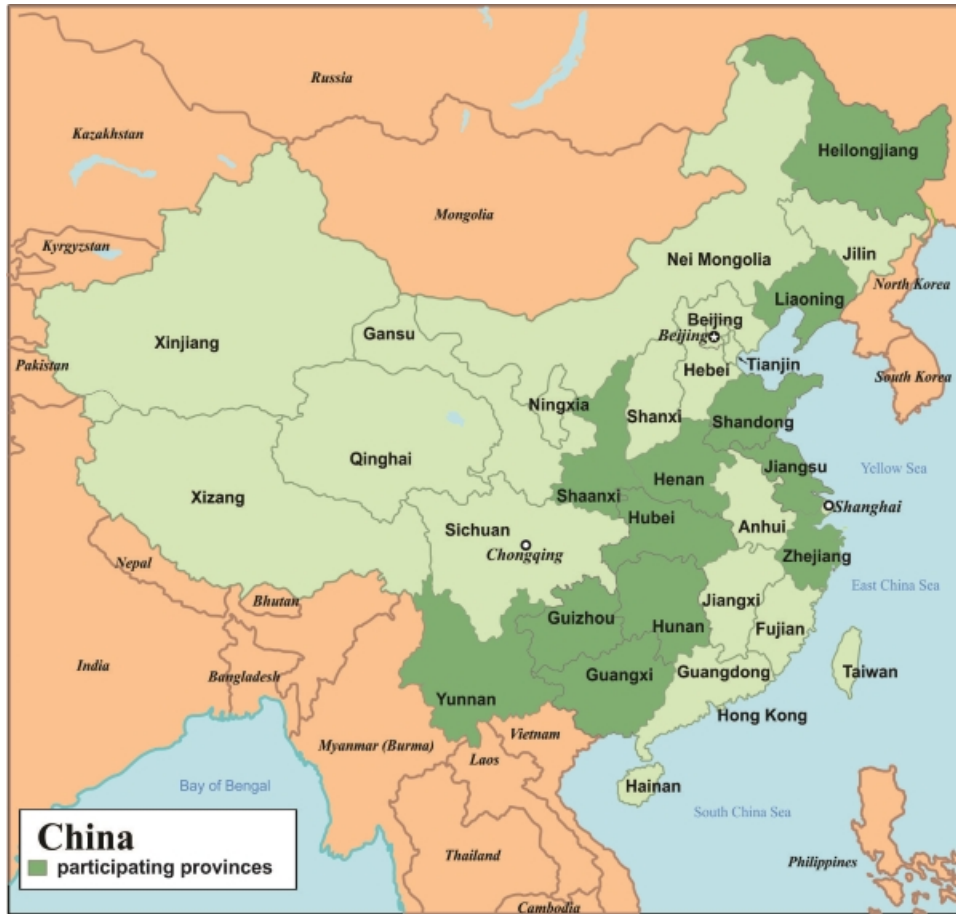 Russia
Kazakhstan
Heilongjiang
Mongolia
Kyrgyzstan
Jilin
Nei Mongolia
North Korea
Liaoning
Beijing
Beijing
Gansu
Xinjiang
Tianjin
Pakistan
Hebei
South Korea
Ningxia
Shanxi
Shandong
Qinghai
Jiangsu
Yellow Sea
Henan
Shaanxi
Xizang
Shanghai
Hubei
Sichuan
Anhui
Chongqing
Zhejiang
Nepal
East China Sea
Bhutan
Jiangxi
Guizhou
Hunan
Fujian
India
Bangladesh
Guangxi
Guangdong
Taiwan
Yunnan
Hong Kong
Vietnam
Myanmar (Burma)
Laos
Bay of Bengal
Hainan
South China Sea
China
participating provinces
Thailand
Philippines
Cambodia